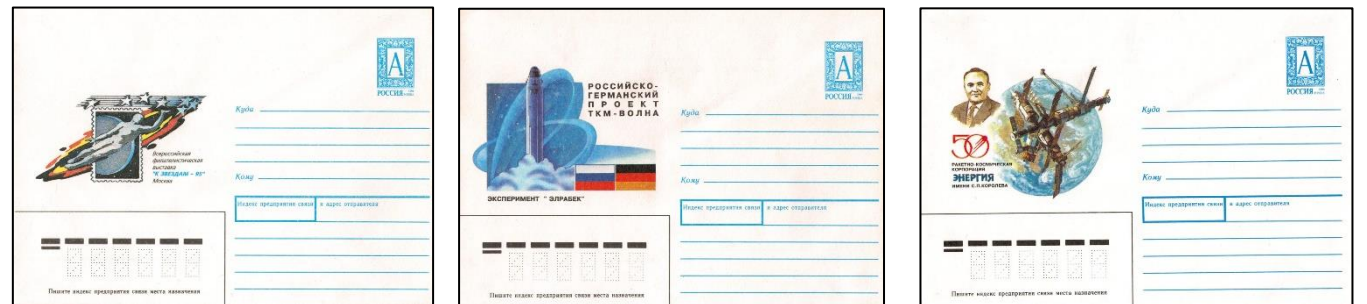 А
РОССИЯ
Куда
Всероссийская
филателистическая
выставка
"К ЗВЕЗДАМ – 95"
Москва
Кому
Индекс предприятия связи и адрес отправителя
Пишите индекс предприятия связи места назначения
А
РОССИЯ
РОССИЙСКО-
ГЕРМАНСКИЙ
ПРОЕКТ
ТКМ-ВОЛНА
Куда
Кому
ЭКСПЕРИМЕНТ " ЭЛРАБЕК"
Индекс предприятия связи и адрес отправителя
Пишите индекс предприятия связи места назначения
А
РОССИЯ
Куда
50
РАКЕТНО-КОСМИЧЕСКАЯ
КОРПОРАЦИЯ
ЭНЕРГИЯ
ИМЕНИ С.П.КОРОЛЕВА
Кому
Индекс предприятия связи и адрес отправителя
Пишите индекс предприятия связи места назначения